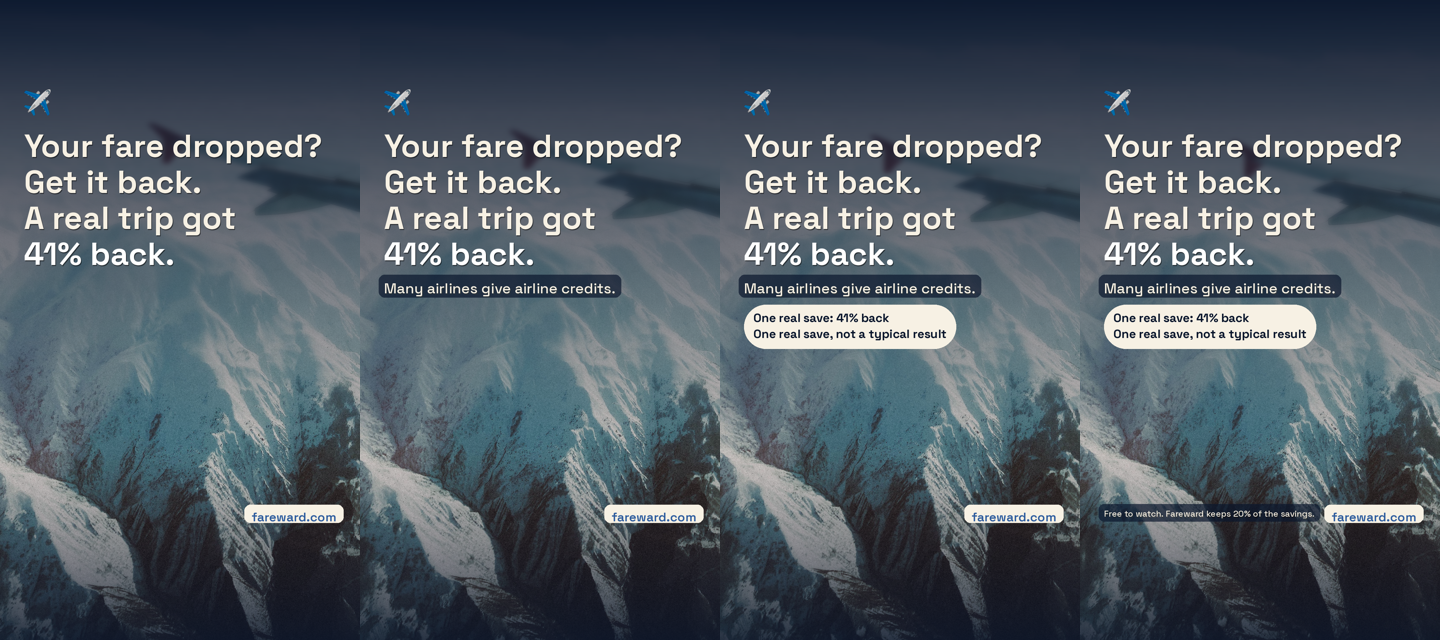 Your fare dropped?
Get it back.
A real trip got
41% back.
fareward.com
Your fare dropped?
Get it back.
A real trip got
41% back.
Many airlines give airline credits.
fareward.com
Your fare dropped?
Get it back.
A real trip got
41% back.
Many airlines give airline credits.
One real save: 41% back
One real save, not a typical result
fareward.com
Your fare dropped?
Get it back.
A real trip got
41% back.
Many airlines give airline credits.
One real save: 41% back
One real save, not a typical result
Free to watch. Fareward keeps 20% of the savings.
fareward.com